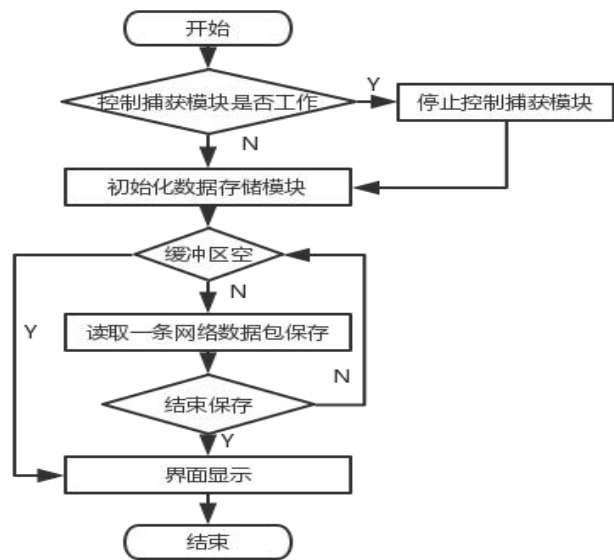 开始
控制捕获模块是否工作
Y
停止控制捕获模块
N
初始化数据存储模块
缓冲区空
N
Y
读取一条网络数据包保存
N
结束保存
Y
界面显示
结束